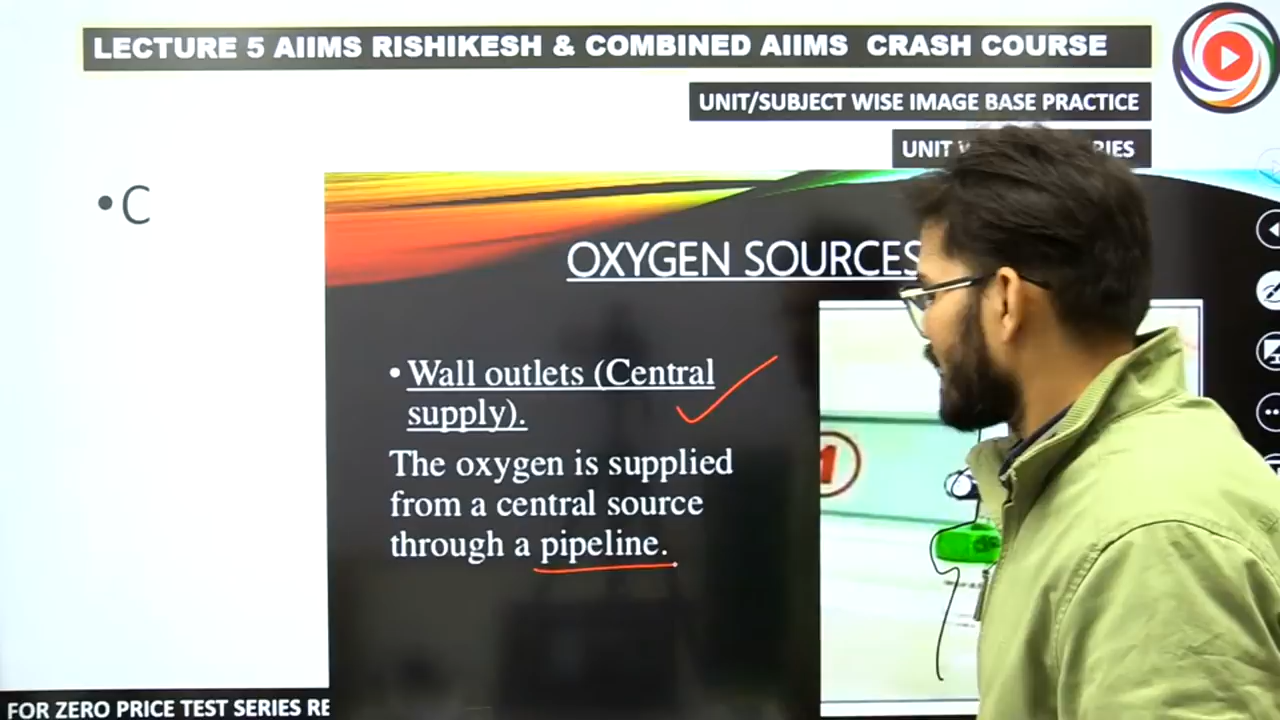 LECTURE 5 AIIMS RISHIKESH & COMBINED AIIMS CRASH COURSE
UNIT/SUBJECT WISE IMAGE BASE PRACTICE
UNIT
• C
OXYGEN SOURCES
• Wall outlets (Central
supply).
The oxygen is supplied
from a central source
through a pipeline.
1
FOR ZERO PRICE TEST SERIES RE